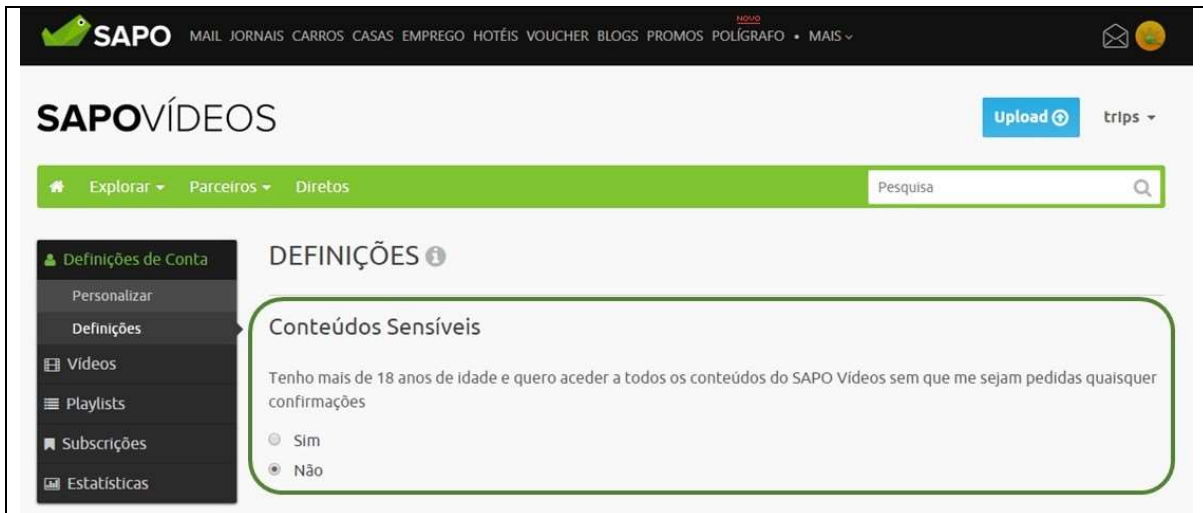 NOVO
SAPO MAIL JORNAIS CARROS CASAS EMPREGO HOTÉIS VOUCHER BLOGS PROMOS POLÍGRAFO • MAIS
SAPOVÍDEOS
Upload trips
Explorar Parceiros Diretos Pesquisa
Definições de Conta
Personalizar
Definições
Vídeos
Playlists
Subscrições
Estatísticas
DEFINIÇÕES
Conteúdos Sensíveis
Tenho mais de 18 anos de idade e quero aceder a todos os conteúdos do SAPO Vídeos sem que me sejam pedidas quaisquer
confirmações
Sim
Não